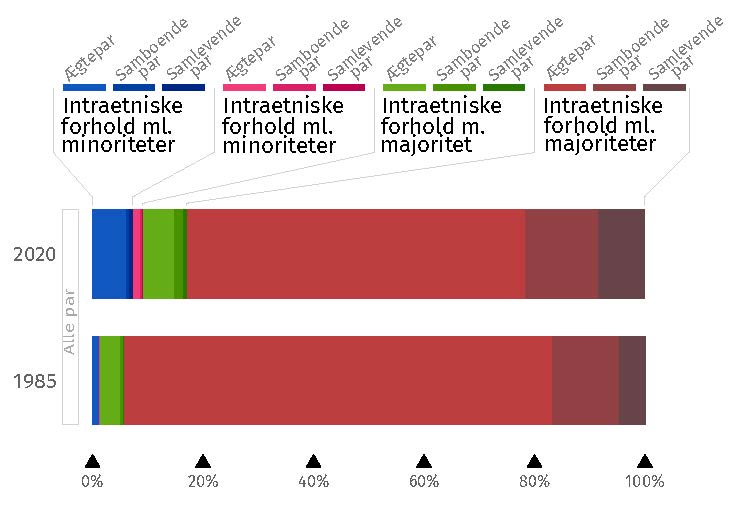 Ægtepar
Samboende
par
Samlevende
par
Ægtepar
Samboende
par
Samlevende
par
Ægtepar
Samboende
par
Samlevende
par
Ægtepar
Samboende
par
Samlevende
par
Intraetniske
forhold ml.
minoriteter
Intraetniske
forhold ml.
minoriteter
Intraetniske
forhold m.
majoritet
Intraetniske
forhold ml.
majoriteter
2020
Alle par
1985
0%
20%
40%
60%
80%
100%